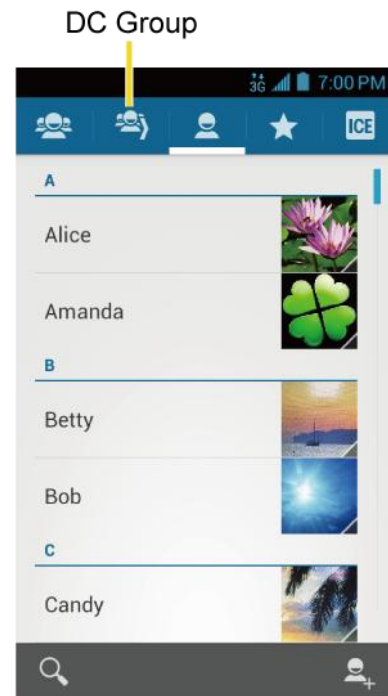 DC Group
3G 7:00 PM
ICE
A
Alice
Amanda
B
Betty
Bob
C
Candy